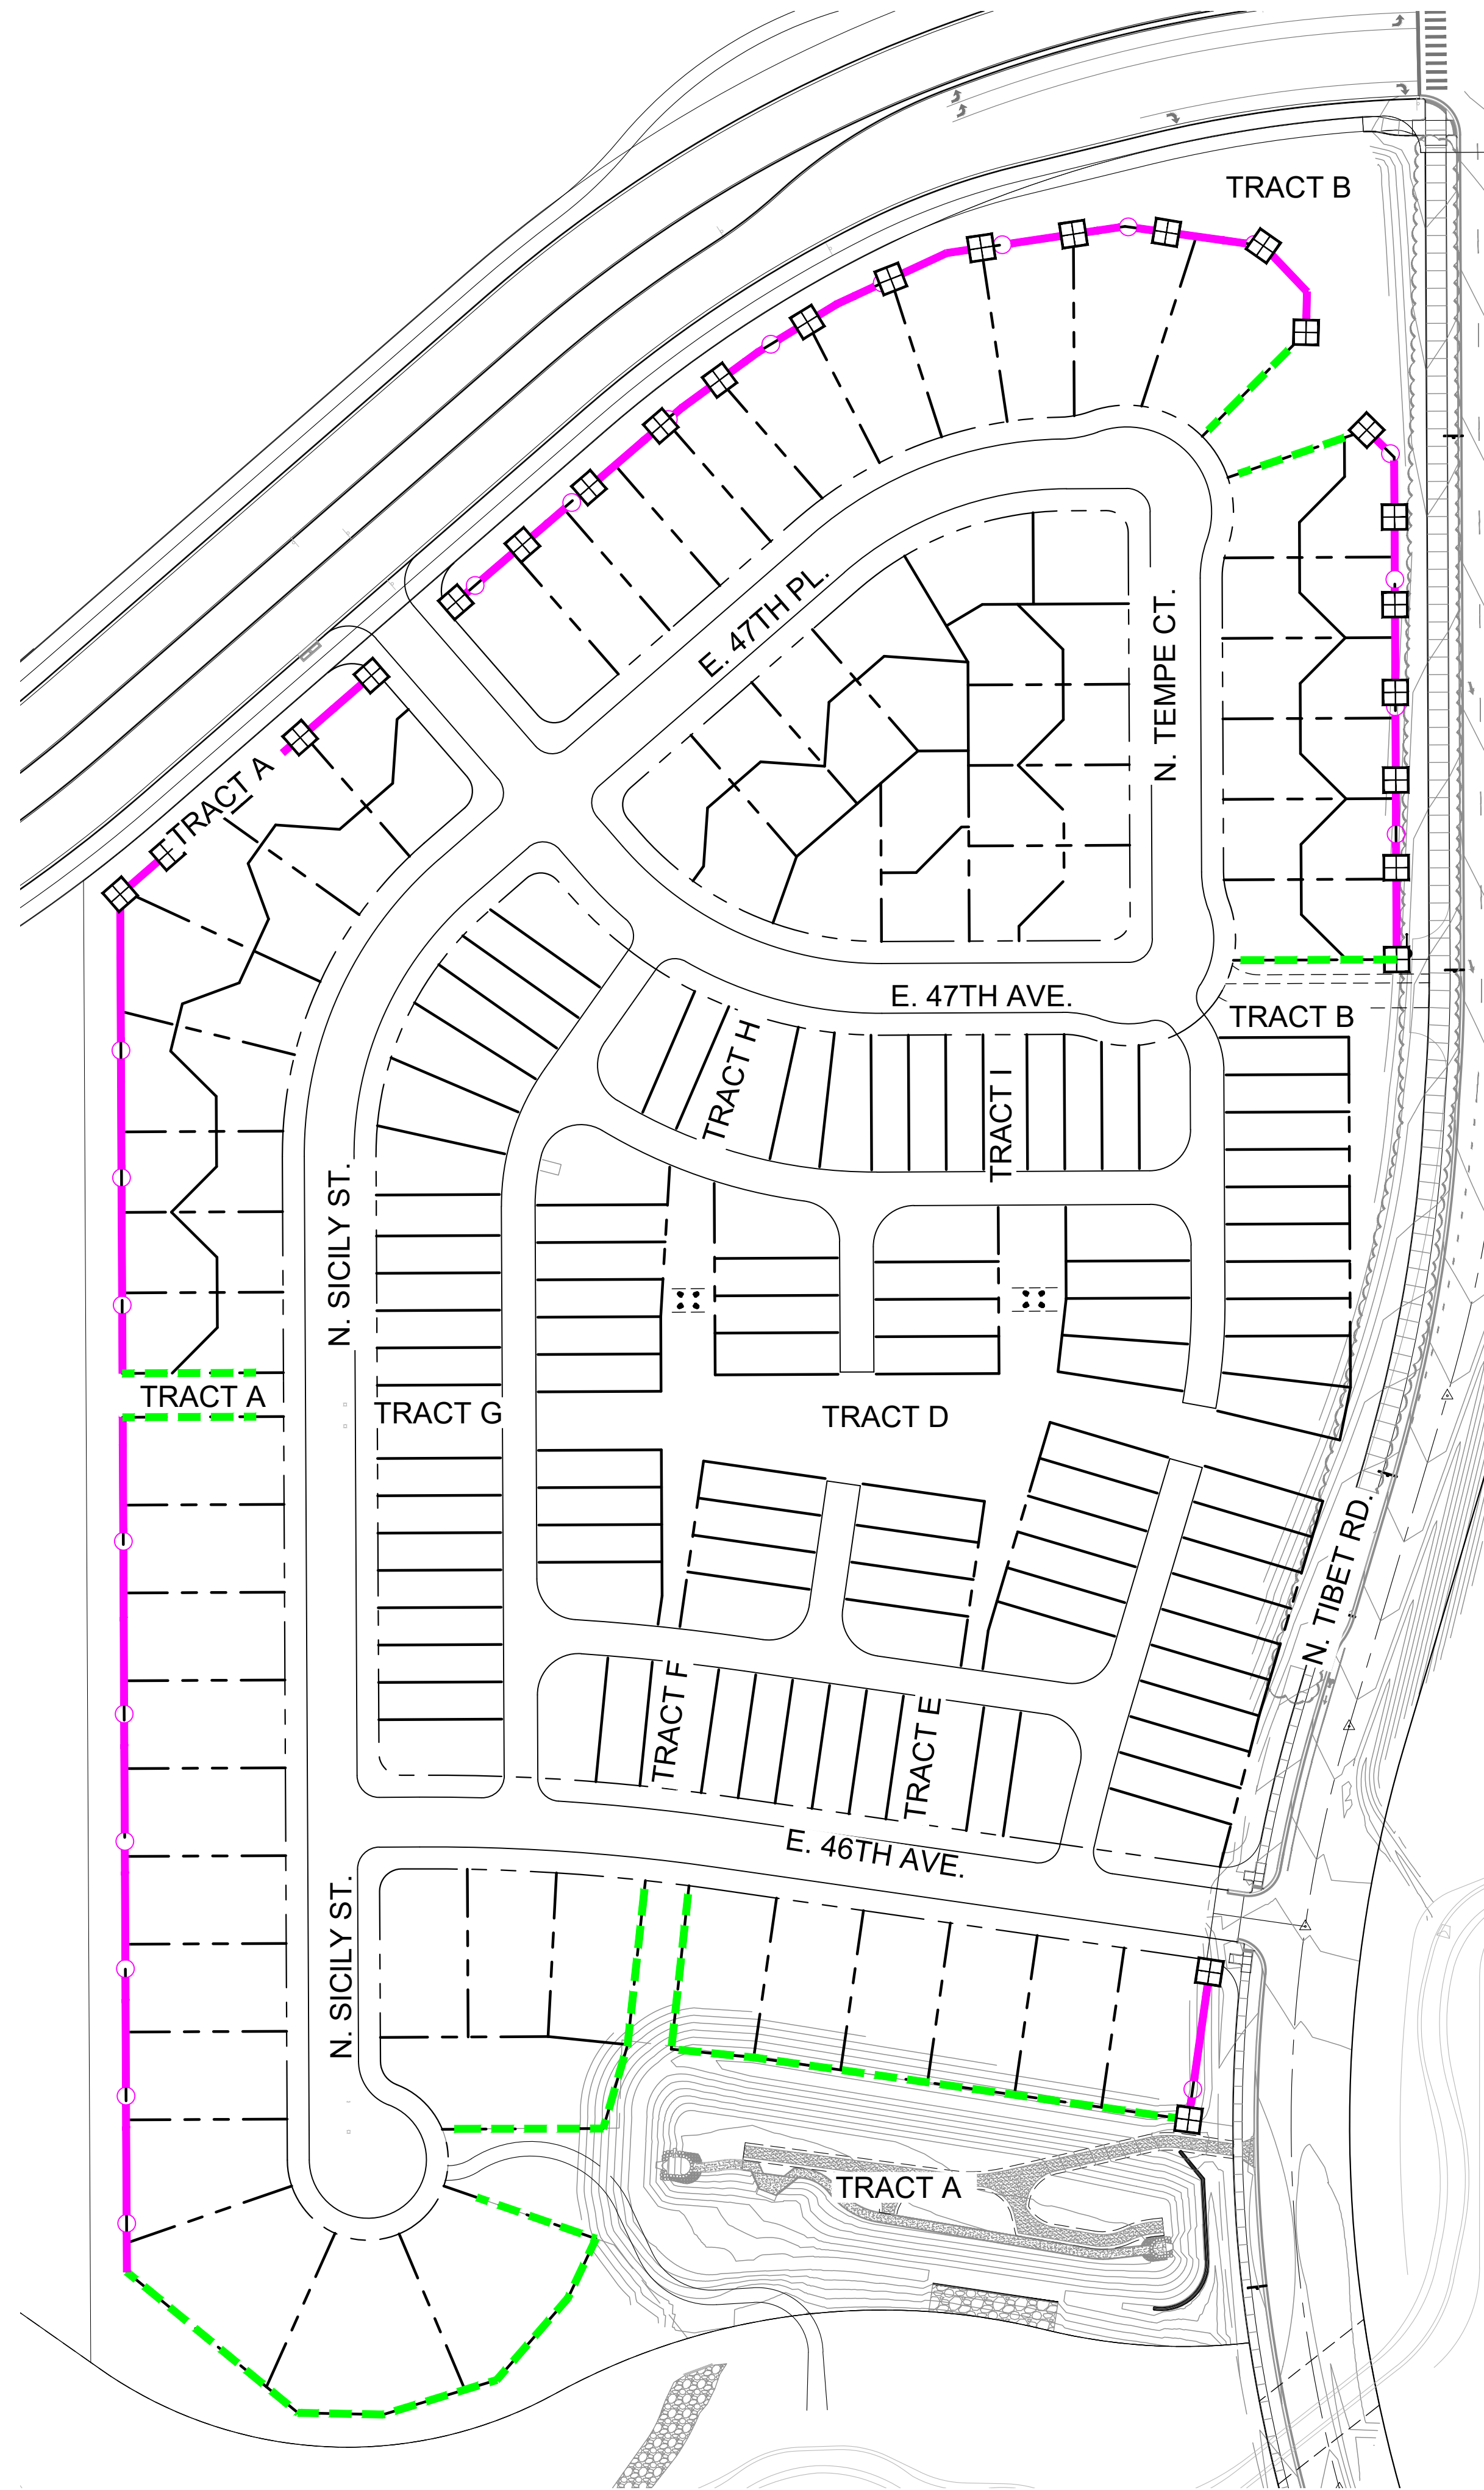 TRACT B
E. 47TH PL.
N. TEMPE CT.
TRACT A
E. 47TH AVE.
TRACT B
TRACT H
TRACT I
N. SICILY ST.
TRACT A
TRACT G
TRACT D
N. TIBET RD.
TRACT F
TRACT E
E. 46TH AVE.
N. SICILY ST.
TRACT A